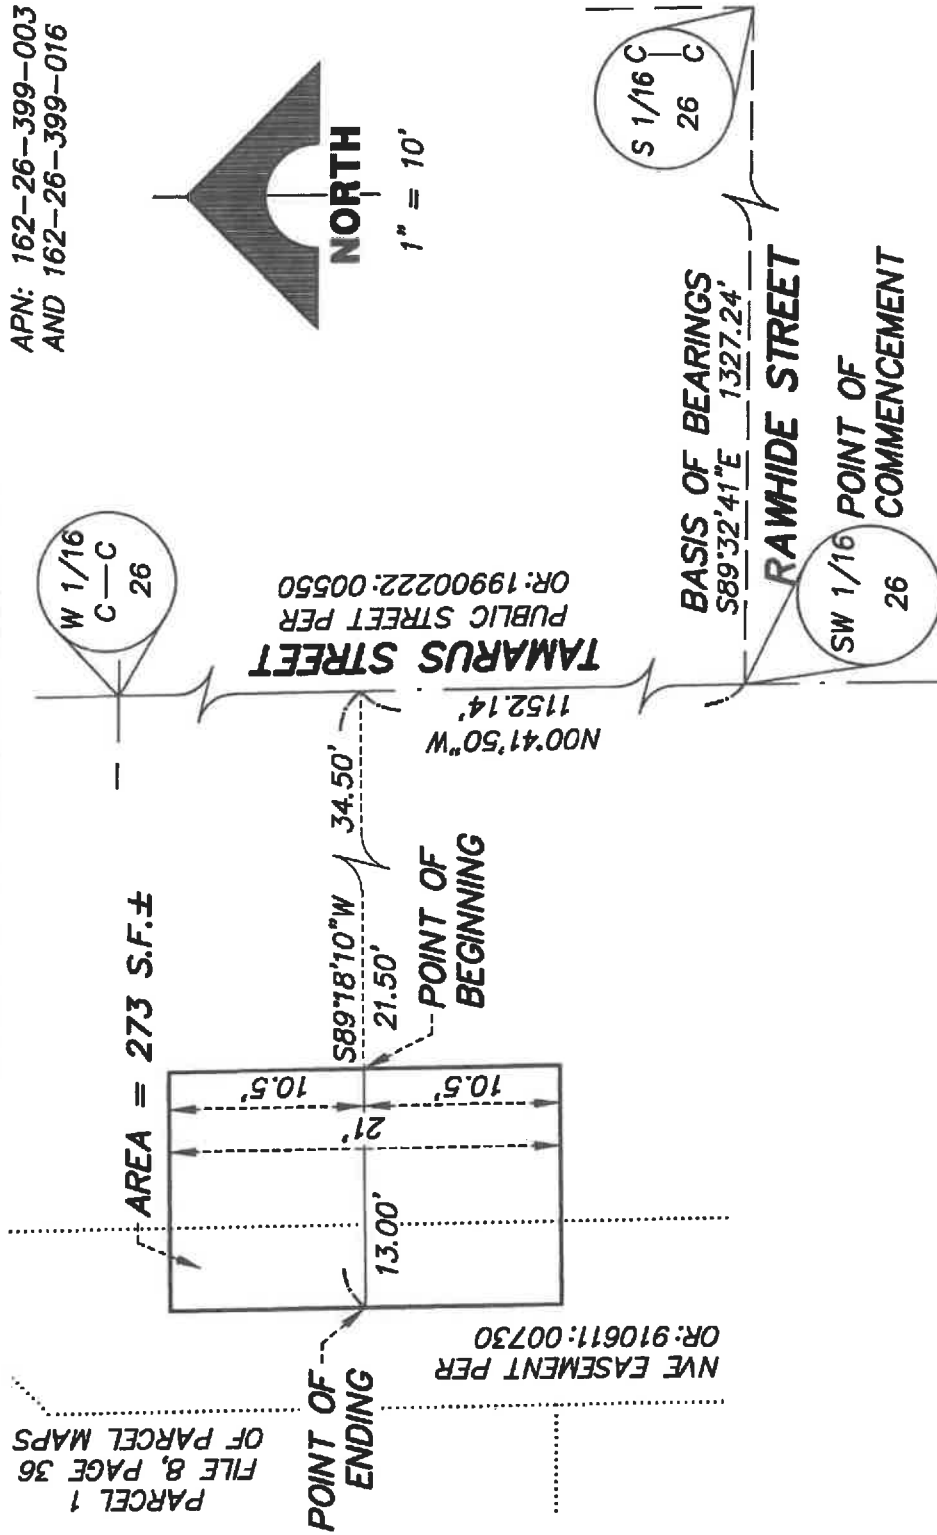 APN: 162-26-399-003
AND 162-26-399-016
NORTH
1" = 10'
W 1/16
C—C
26
S 1/16 C—C
26
TAMARUS STREET
PUBLIC STREET PER
OR:19900222:00550
N00°41'50"W
1152.14'
BASIS OF BEARINGS
S89°32'41"E 1327.24'
RAWHIDE STREET
SW 1/16
26
POINT OF
COMMENCEMENT
AREA = 273 S.F.±
S89°18'10"W 34.50'
21.50'
POINT OF
BEGINNING
10.5'
10.5'
21'
13.00'
POINT OF
ENDING
NVE EASEMENT PER
OR:910611:00730
PARCEL 1
FILE 8, PAGE 36
OF PARCEL MAPS